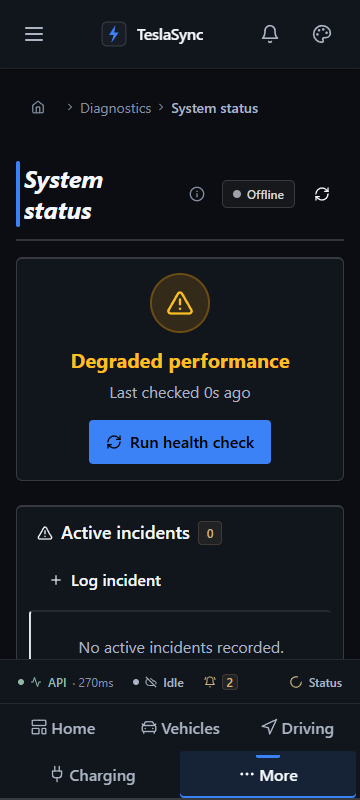 TeslaSync
Diagnostics System status
System
status
Offline
Degraded performance
Last checked 0s ago
Run health check
Active incidents 0
Log incident
No active incidents recorded.
API · 270ms Idle 2 Status
Home Vehicles Driving
Charging More